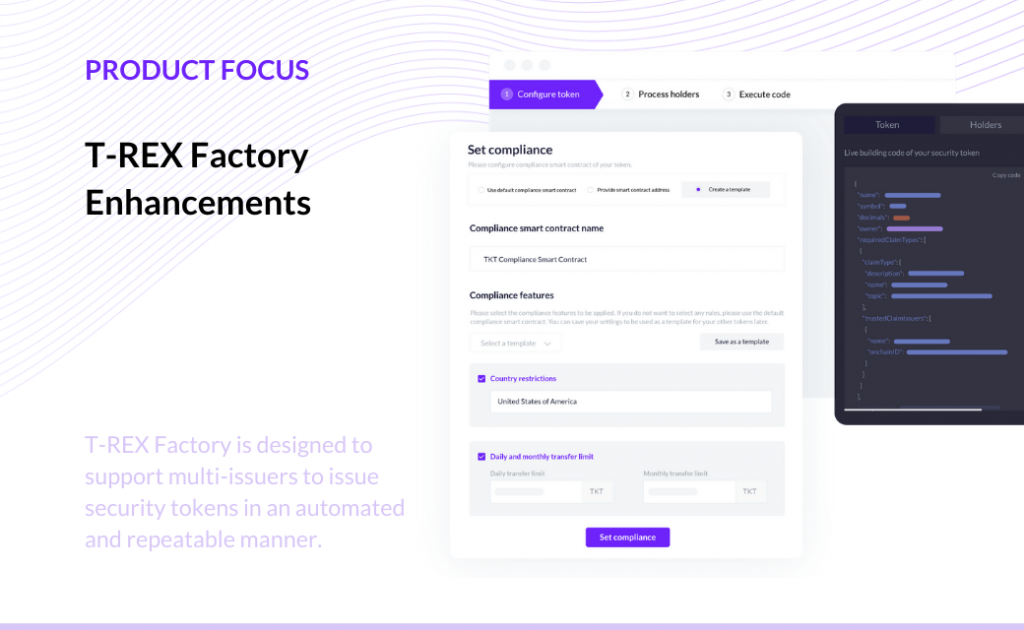 PRODUCT FOCUS
T-REX Factory
Enhancements
T-REX Factory is designed to
support multi-issuers to issue
security tokens in an automated
and repeatable manner.
1 Configure token
2 Process holders
3 Execute code
Set compliance
Please configure compliance smart contract of your token.
Use default compliance smart contract
Provide smart contract address
Create a template
Compliance smart contract name
TKT Compliance Smart Contract
Compliance features
Please select the compliance features to be applied. If you do not want to select any rules, please use the default
compliance smart contract. You can save your settings to be used as a template for your other tokens later.
Select a template
Save as a template
Country restrictions
United States of America
Daily and monthly transfer limit
Daily transfer limit
Monthly transfer limit
TKT
TKT
Set compliance
Token
Holders
Live building code of your security token
Copy code
{
"name":
"symbol":
"decimals":
"owner":
"requiredClaimTypes": [
{
"claimType": {
"description":
"name":
"topic":
},
"trustedClaimIssuers": [
{
"name":
"onchainID":
}
]
}
],